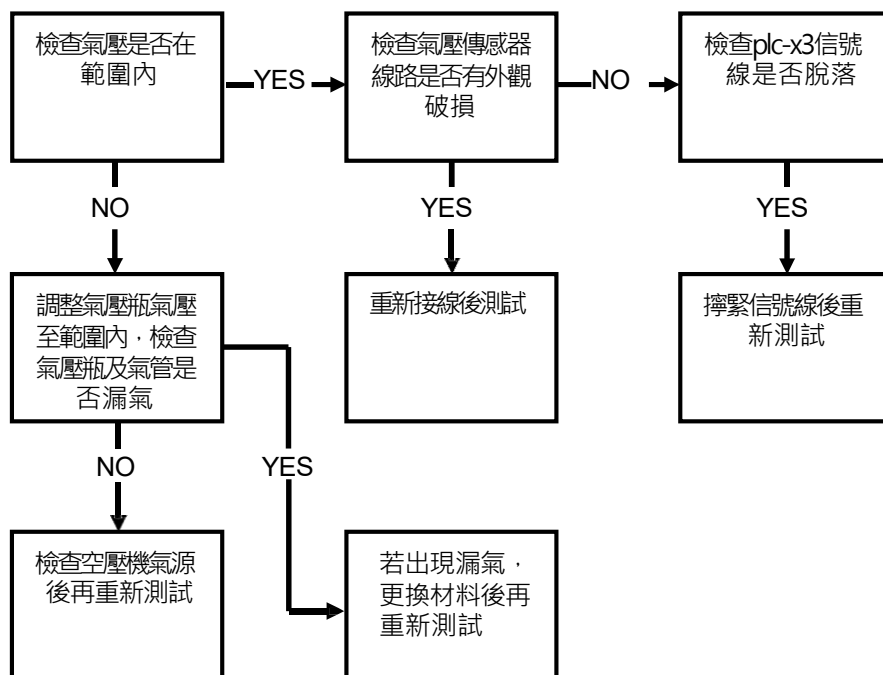 檢查氣壓是否在
範圍內
YES
檢查氣壓傳感器
線路是否有外觀
破損
NO
檢查plc-x3信號
線是否脫落
NO
YES
YES
調整氣壓瓶氣壓
至範圍內，檢查
氣壓瓶及氣管是
否漏氣
重新接線後測試
擰緊信號線後重
新測試
NO
YES
檢查空壓機氣源
後再重新測試
若出現漏氣，
更換材料後再
重新測試